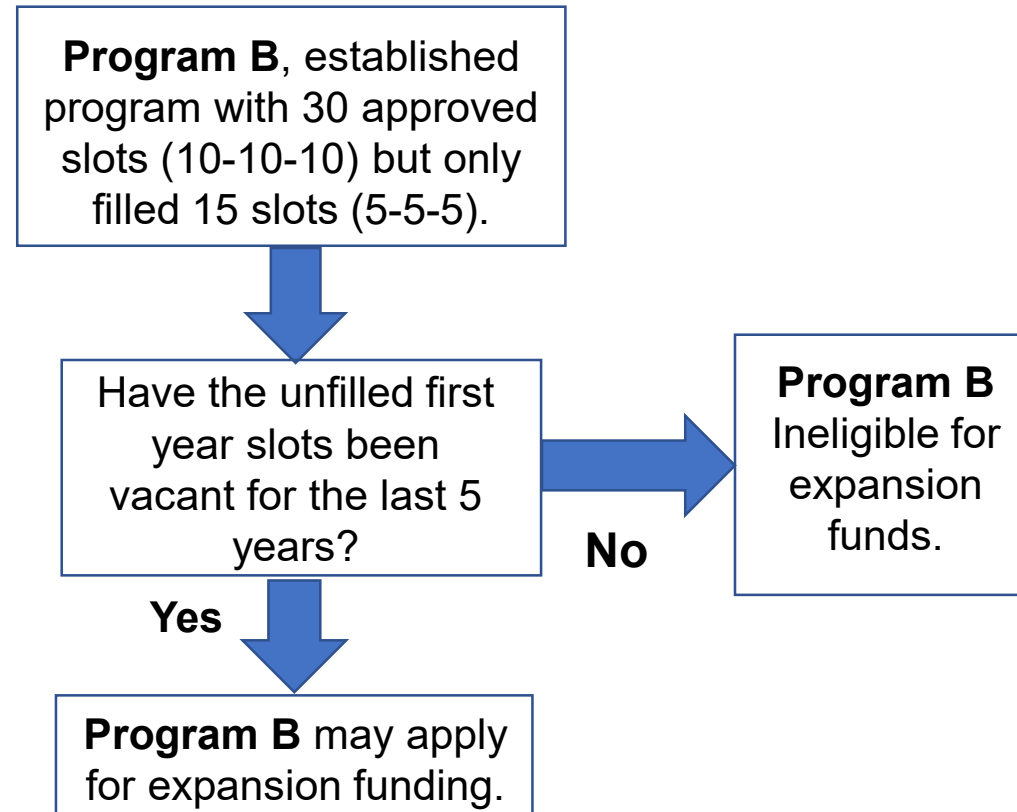 Program B, established
program with 30 approved
slots (10-10-10) but only
filled 15 slots (5-5-5).
Have the unfilled first
year slots been
vacant for the last 5
years?
No
Program B
Ineligible for
expansion
funds.
Yes
Program B may apply
for expansion funding.